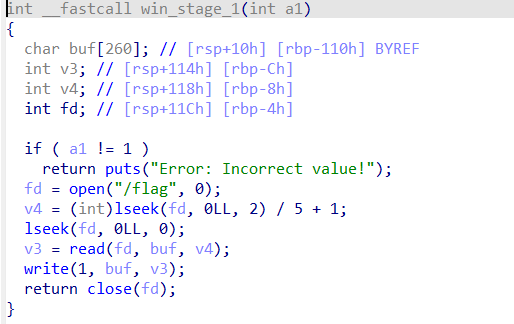 int __fastcall win_stage_1(int a1)
{
  char buf[260]; // [rsp+10h] [rbp-110h] BYREF
  int v3; // [rsp+114h] [rbp-Ch]
  int v4; // [rsp+118h] [rbp-8h]
  int fd; // [rsp+11Ch] [rbp-4h]

  if ( a1 != 1 )
    return puts("Error: Incorrect value!");
  fd = open("/flag", 0);
  v4 = (int)lseek(fd, 0LL, 2) / 5 + 1;
  lseek(fd, 0LL, 0);
  v3 = read(fd, buf, v4);
  write(1, buf, v3);
  return close(fd);
}